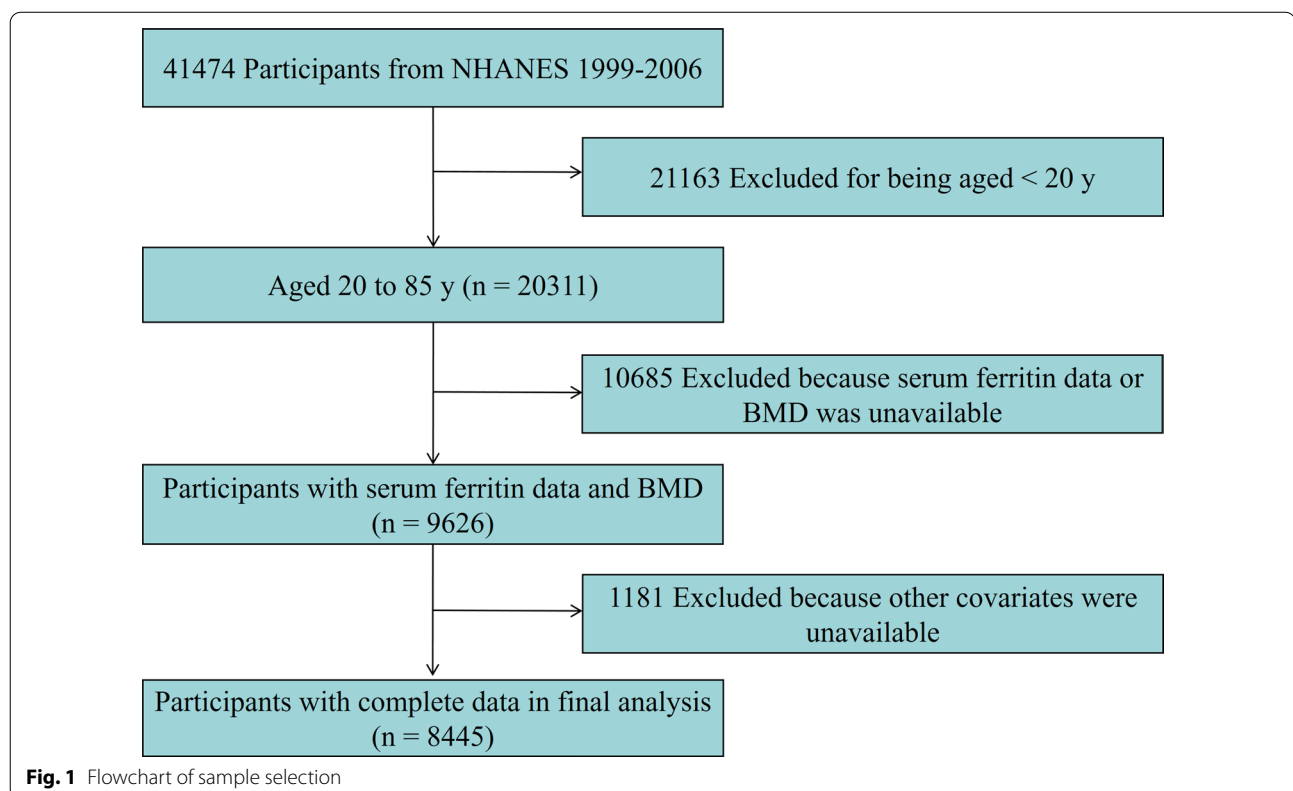 41474 Participants from NHANES 1999-2006
21163 Excluded for being aged < 20 y
Aged 20 to 85 y (n = 20311)
10685 Excluded because serum ferritin data or
BMD was unavailable
Participants with serum ferritin data and BMD
(n = 9626)
1181 Excluded because other covariates were
unavailable
Participants with complete data in final analysis
(n = 8445)
Fig. 1 Flowchart of sample selection